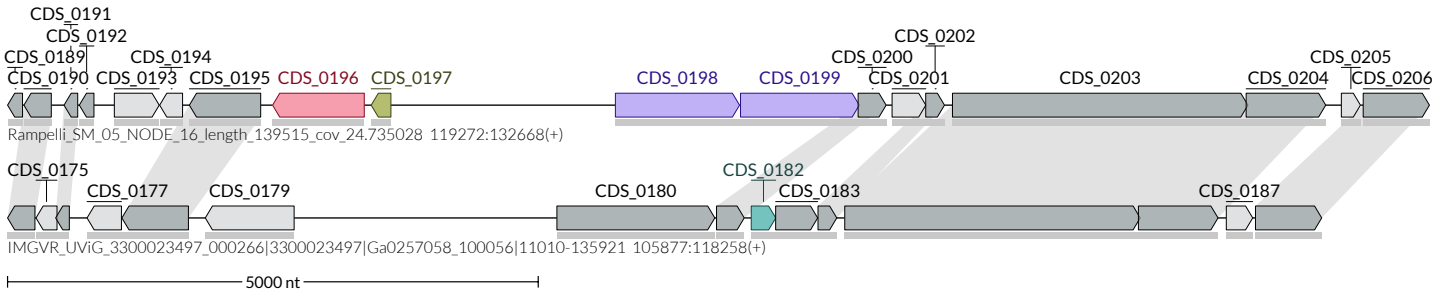 CDS_0191
CDS_0192 CDS_0200 CDS_0202
CDS_0189 CDS_0194 CDS_0205
CDS_0190 CDS_0193 CDS_0195 CDS_0196 CDS_0197 CDS_0198 CDS_0199 CDS_0201 CDS_0203 CDS_0204 CDS_0206
Rampelli_SM_05_NODE_16_length_139515_cov_24.735028 119272:132668(+)
CDS_0175 CDS_0182
CDS_0177 CDS_0179 CDS_0180 CDS_0183 CDS_0187
IMGVR_UViG_3300023497_000266|3300023497|Ga0257058_100056|11010-135921 105877:118258(+)
5000 nt